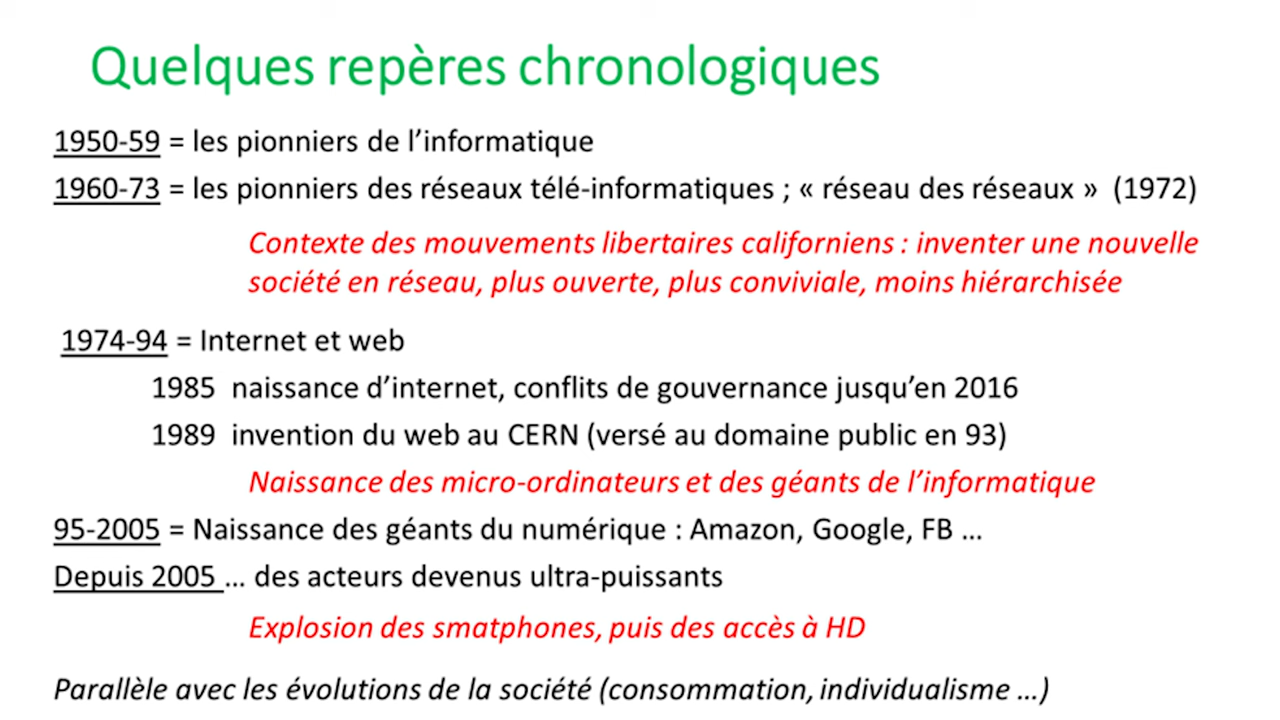 Quelques repères chronologiques
1950-59 = les pionniers de l’informatique
1960-73 = les pionniers des réseaux télé-informatiques ; « réseau des réseaux » (1972)
Contexte des mouvements libertaires californiens : inventer une nouvelle
société en réseau, plus ouverte, plus conviviale, moins hiérarchisée
1974-94 = Internet et web
1985 naissance d’internet, conflits de gouvernance jusqu’en 2016
1989 invention du web au CERN (versé au domaine public en 93)
Naissance des micro-ordinateurs et des géants de l’informatique
95-2005 = Naissance des géants du numérique : Amazon, Google, FB …
Depuis 2005 … des acteurs devenus ultra-puissants
Explosion des smatphones, puis des accès à HD
Parallèle avec les évolutions de la société (consommation, individualisme …)